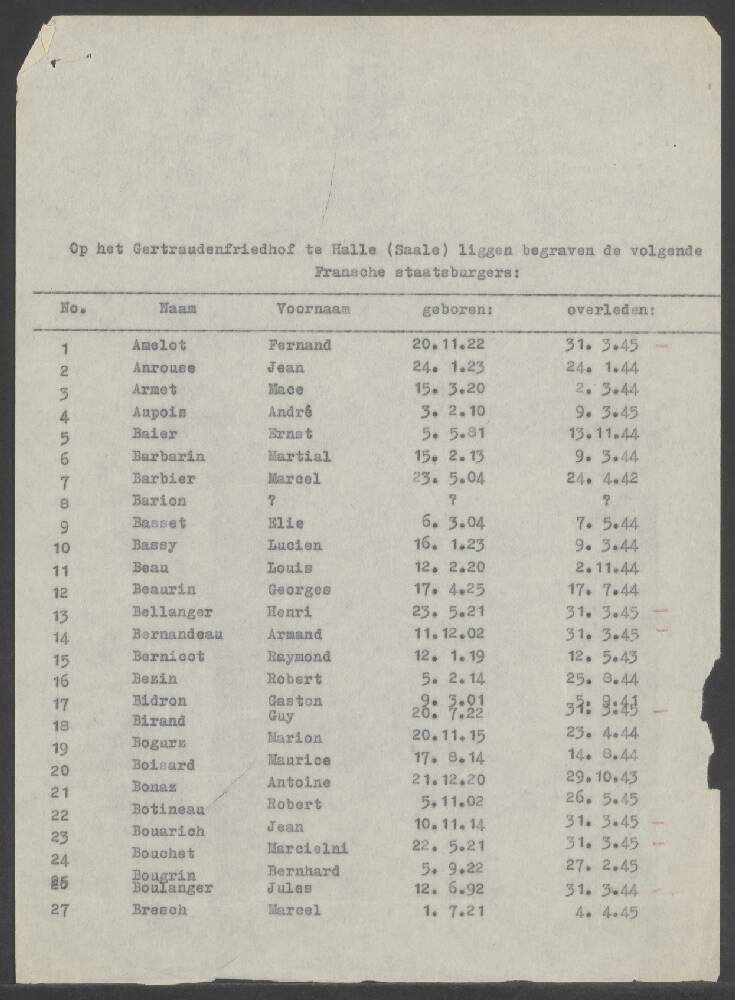 Op het Gertraudenfriedhof te Halle (Saale) liggen begraven de volgende
Fransche staatsburgers:
No. Naam Voornaam geboren: overleden:
1 Amelot Fernand 20.11.22 31. 3.45 —
2 Anrouse Jean 24. 1.23 24. 1.44
3 Armet Mace 15. 3.20 2. 3.44
4 Aupois André 3. 2.10 9. 3.45
5 Baier Ernst 5. 5.81 13.11.44
6 Barbarin Martial 15. 2.13 9. 3.44
7 Barbier Marcel 23. 5.04 24. 4.42
8 Barion ? ? ?
9 Basset Elie 6. 3.04 7. 5.44
10 Bassy Lucien 16. 1.23 9. 3.44
11 Beau Louis 12. 2.20 2.11.44
12 Beaurin Georges 17. 4.25 17. 7.44
13 Bellanger Henri 23. 5.21 31. 3.45 —
14 Bernandeau Armand 11.12.02 31. 3.45 —
15 Bernicot Raymond 12. 1.19 12. 5.43
16 Bezin Robert 5. 2.14 25. 8.44
17 Bidron Gaston 9. 3.01 5. 9.41
18 Birand Guy 20. 7.22 31. 3.45 —
19 Bogurz Marion 20.11.15 23. 4.44
20 Boisard Maurice 17. 8.14 14. 8.44
21 Bonaz Antoine 21.12.20 29.10.43
22 Botineau Robert 5.11.02 26. 5.45
23 Bouarich Jean 10.11.14 31. 3.45 —
24 Bouchet Marcielni 22. 5.21 31. 3.45 —
25 Bougrin Bernhard 5. 9.22 27. 2.45
26 Boulanger Jules 12. 6.92 31. 3.44 —
27 Bresch Marcel 1. 7.21 4. 4.45